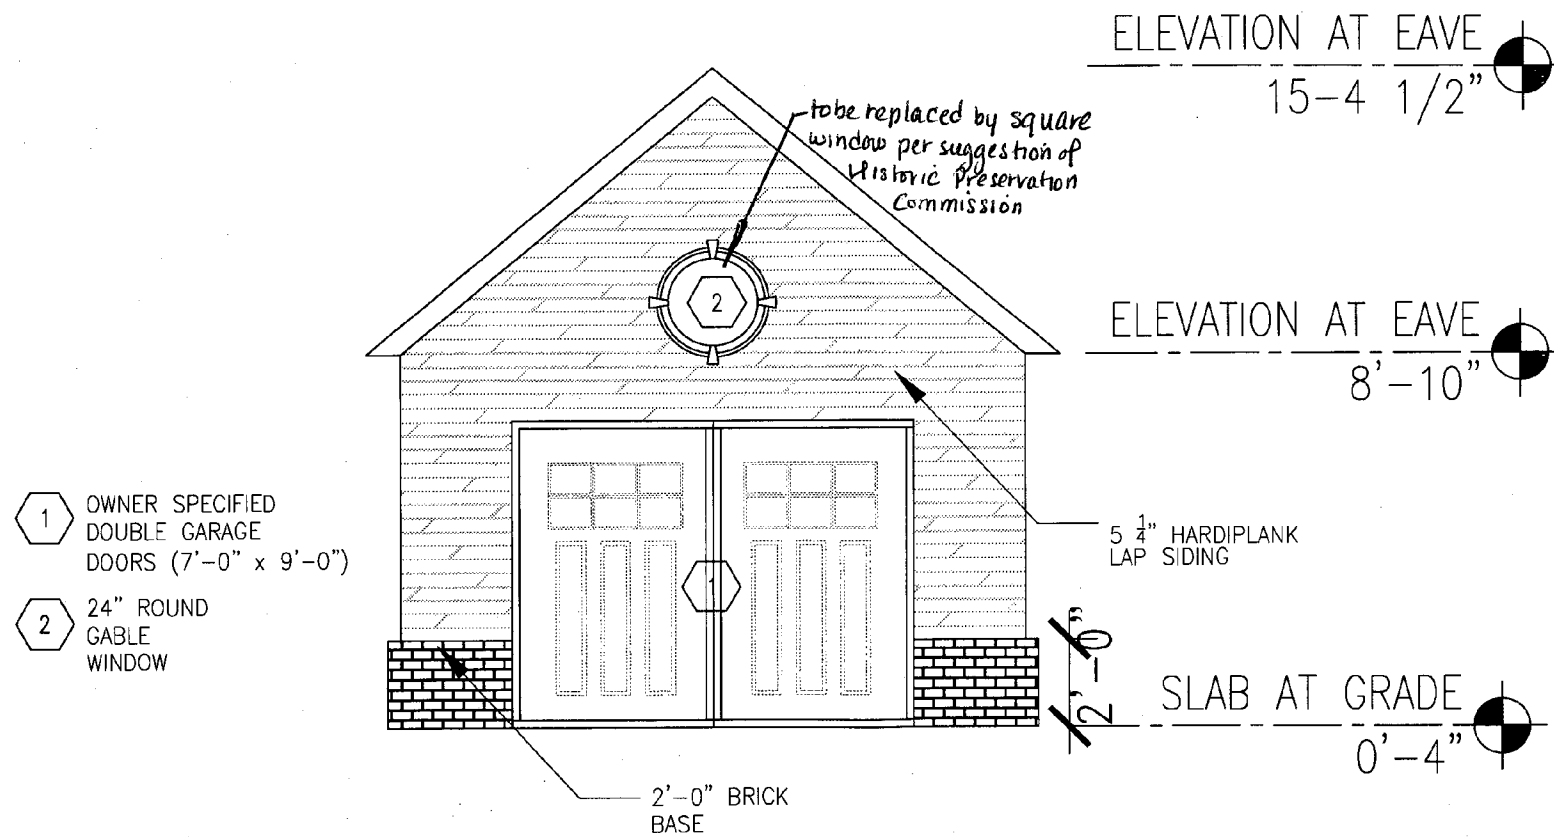 ELEVATION AT EAVE
15-4 1/2"
to be replaced by square
window per suggestion of
Historic Preservation
Commission
2
ELEVATION AT EAVE
8'-10"
1 OWNER SPECIFIED
DOUBLE GARAGE
DOORS (7'-0" x 9'-0")
2 24" ROUND
GABLE
WINDOW
1
5 1/4" HARDIPLANK
LAP SIDING
2'-0"
SLAB AT GRADE
0'-4"
2'-0" BRICK
BASE